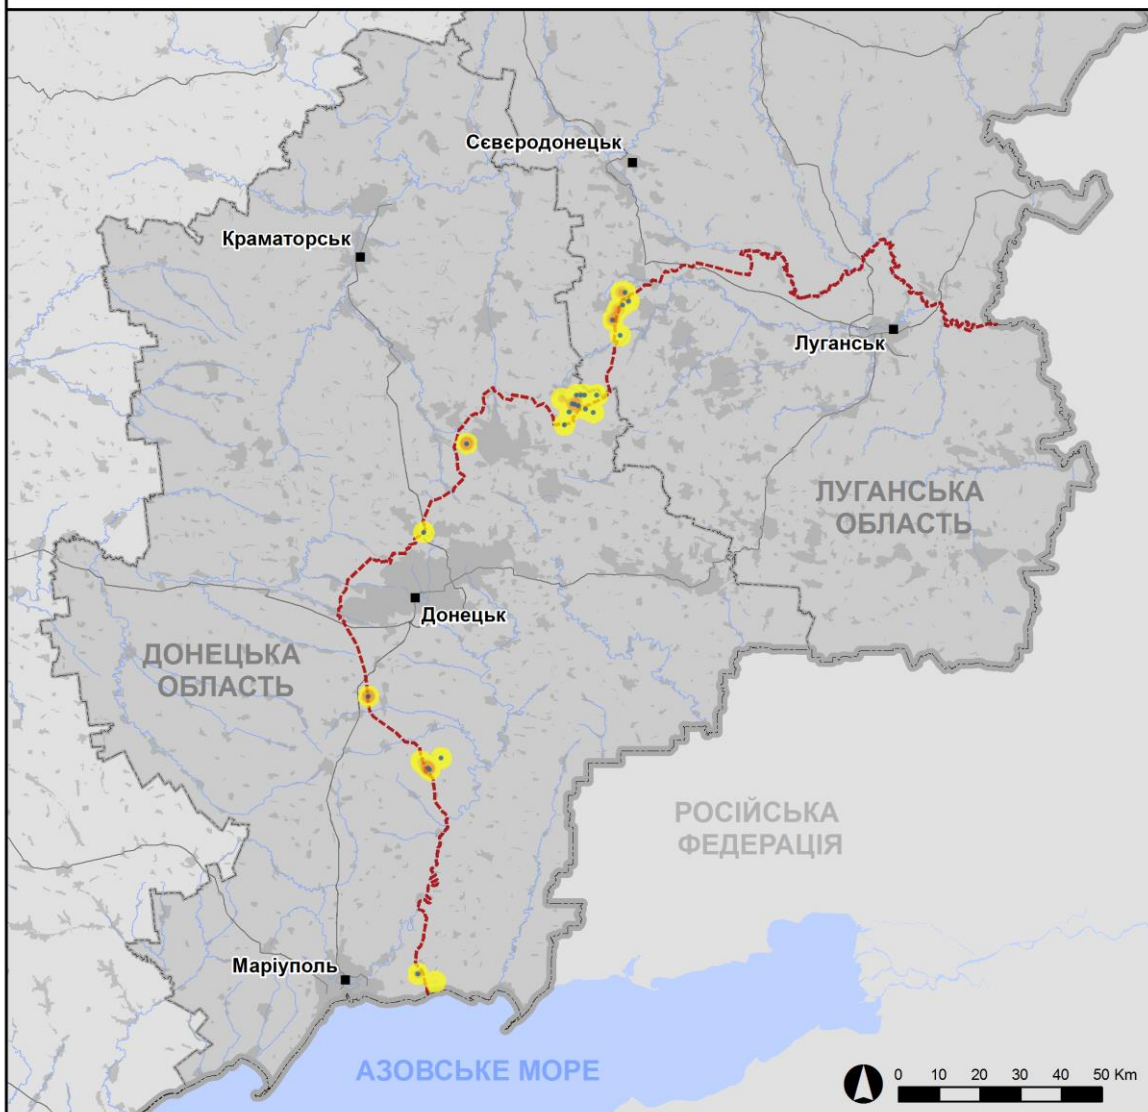 Сєвєродонецьк
Краматорськ
Луганськ
ЛУГАНСЬКА
ОБЛАСТЬ
Донецьк
ДОНЕЦЬКА
ОБЛАСТЬ
РОСІЙСЬКА
ФЕДЕРАЦІЯ
Маріуполь
АЗОВСЬКЕ МОРЕ
0 10 20 30 40 50 Km